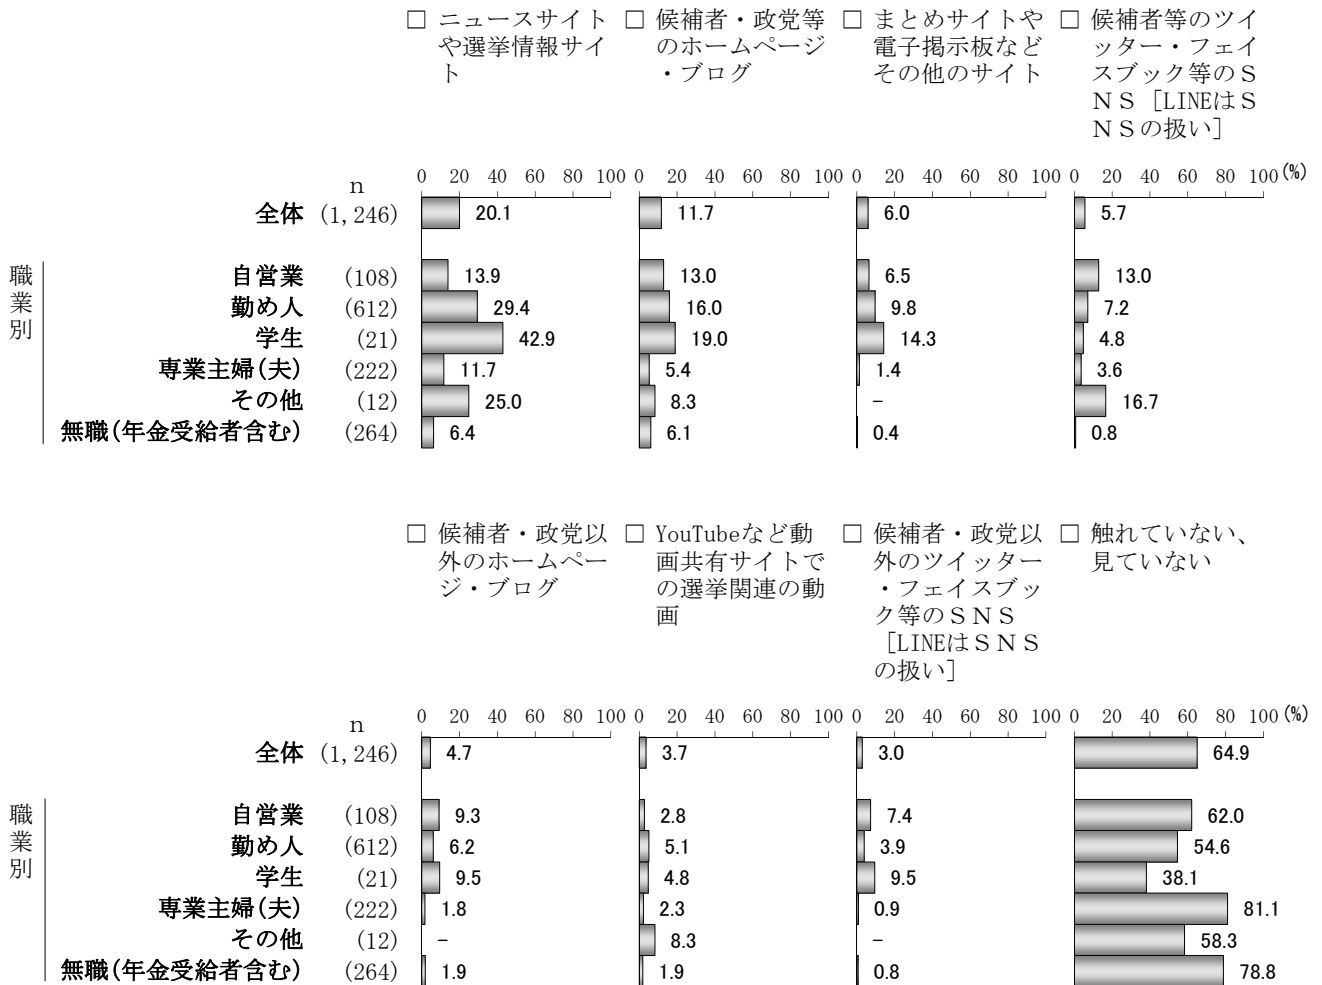 □ ニュースサイトや選挙情報サイト
□ 候補者・政党等のホームページ・ブログ
□ まとめサイトや電子掲示板などその他のサイト
□ 候補者等のツイッター・フェイスブック等のＳＮＳ［LINEはＳＮＳの扱い］
n
0 20 40 60 80 100 0 20 40 60 80 100 0 20 40 60 80 100 0 20 40 60 80 100 (%)
全体 (1,246) 20.1 11.7 6.0 5.7
職業別
自営業 (108) 13.9 13.0 6.5 13.0
勤め人 (612) 29.4 16.0 9.8 7.2
学生 (21) 42.9 19.0 14.3 4.8
専業主婦(夫) (222) 11.7 5.4 1.4 3.6
その他 (12) 25.0 8.3 － 16.7
無職(年金受給者含む) (264) 6.4 6.1 0.4 0.8
□ 候補者・政党以外のホームページ・ブログ
□ YouTubeなど動画共有サイトでの選挙関連の動画
□ 候補者・政党以外のツイッター・フェイスブック等のＳＮＳ［LINEはＳＮＳの扱い］
□ 触れていない、見ていない
n
0 20 40 60 80 100 0 20 40 60 80 100 0 20 40 60 80 100 0 20 40 60 80 100 (%)
全体 (1,246) 4.7 3.7 3.0 64.9
職業別
自営業 (108) 9.3 2.8 7.4 62.0
勤め人 (612) 6.2 5.1 3.9 54.6
学生 (21) 9.5 4.8 9.5 38.1
専業主婦(夫) (222) 1.8 2.3 0.9 81.1
その他 (12) － 8.3 － 58.3
無職(年金受給者含む) (264) 1.9 1.9 0.8 78.8